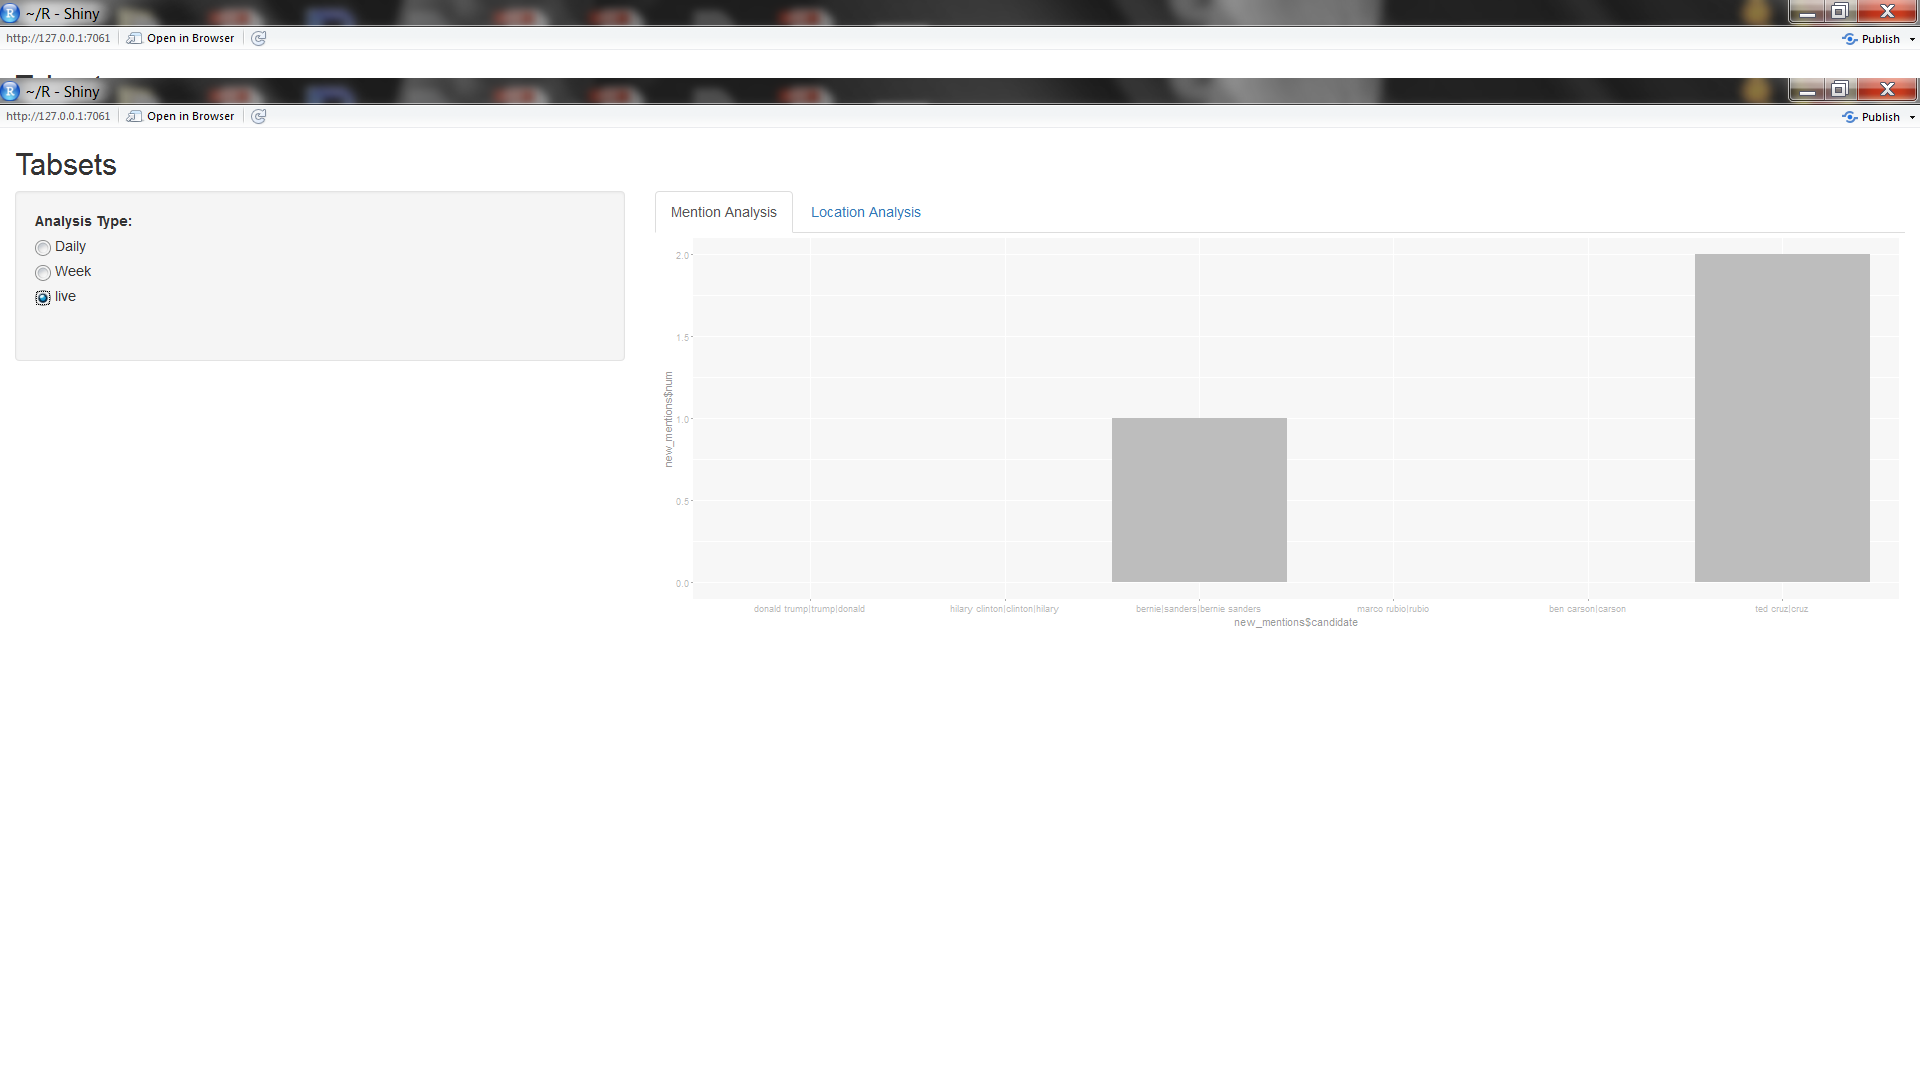 ~/R - Shiny
http://127.0.0.1:7061 Open in Browser Publish
~/R - Shiny
http://127.0.0.1:7061 Open in Browser Publish
Tabsets
Analysis Type:
Daily
Week
live
Mention Analysis Location Analysis
2.0
1.5
1.0
0.5
0.0
new_mentions$num
donald trump|trump|donald hilary clinton|clinton|hilary bernie|sanders|bernie sanders marco rubio|rubio ben carson|carson ted cruz|cruz
new_mentions$candidate